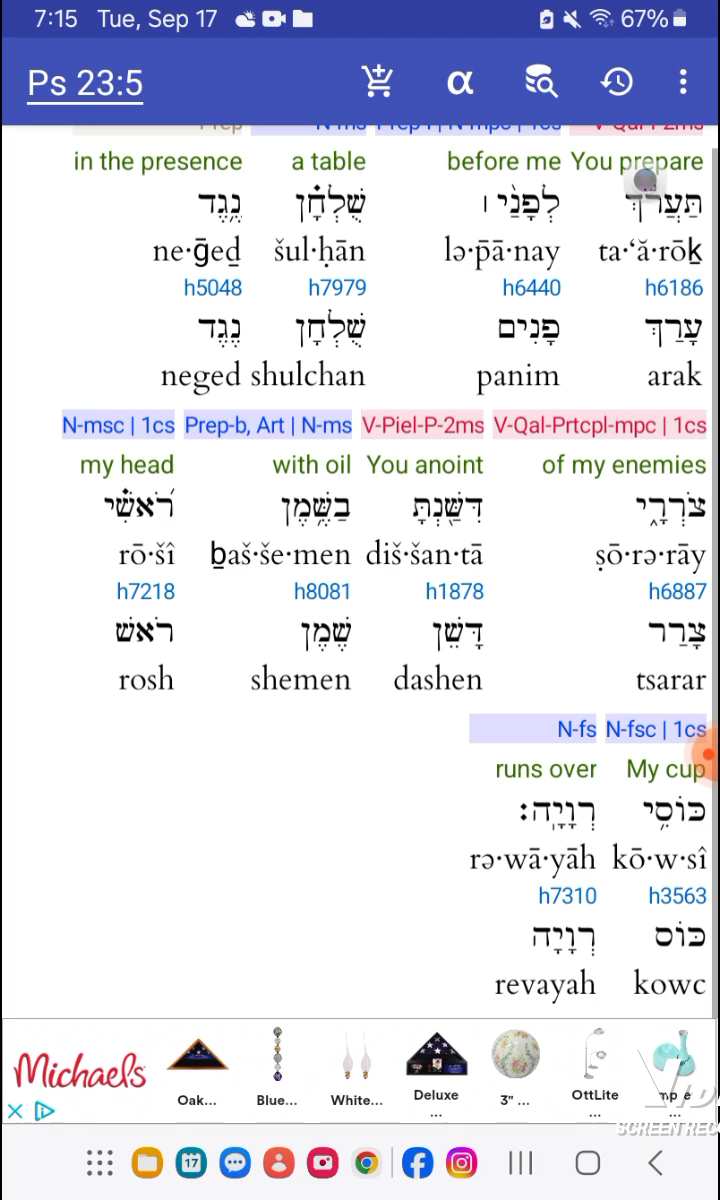 7:15 Tue, Sep 17 67%
Ps 23:5 α
in the presence a table before me You prepare
תַּעֲרֹ֬ךְ לְפָנַ֨י ׀ שֻׁלְחָ֗ן נֶ֥גֶד
ne·ḡeḏ šul·ḥān lə·p̄ā·nay ta·‘ă·rōḵ
h5048 h7979 h6440 h6186
עָרַךְ פָּנִים שֻׁלְחָן נֶגֶד
neged shulchan panim arak
N-msc | 1cs Prep-b, Art | N-ms V-Piel-P-2ms V-Qal-Prtcpl-mpc | 1cs
my head with oil You anoint of my enemies
צֹרְרָ֑י דִּשַּׁ֖נְתָּ בַשֶּׁ֥מֶן רֹ֝אשִׁ֗י
rō·šî ḇaš·še·men diš·šan·tā ṣō·rə·rāy
h7218 h8081 h1878 h6887
צָרַר דָּשֵׁן שֶׁמֶן רֹאשׁ
rosh shemen dashen tsarar
N-fs N-fsc | 1cs
runs over My cup
כּוֹסִ֥י רְוָיָֽה׃
rə·wā·yāh kō·w·sî
h7310 h3563
כּוֹס רְוָיָה
revayah kowc
Michaels
Oak... Blue... White... Deluxe ... 3" ... OttLite ...
17
SCREEN REC